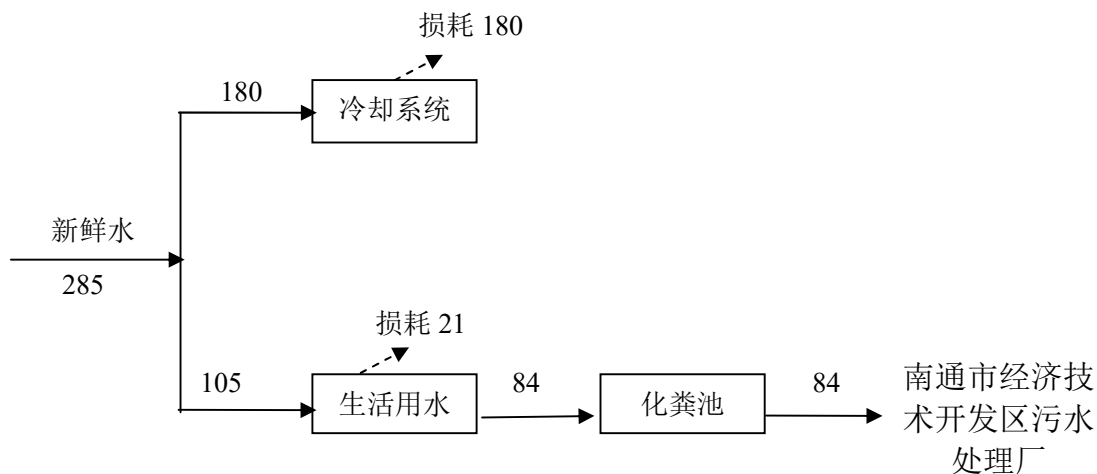 损耗 180
180
冷却系统
新鲜水
285
损耗 21
105
生活用水
84
化粪池
84
南通市经济技
术开发区污水
处理厂